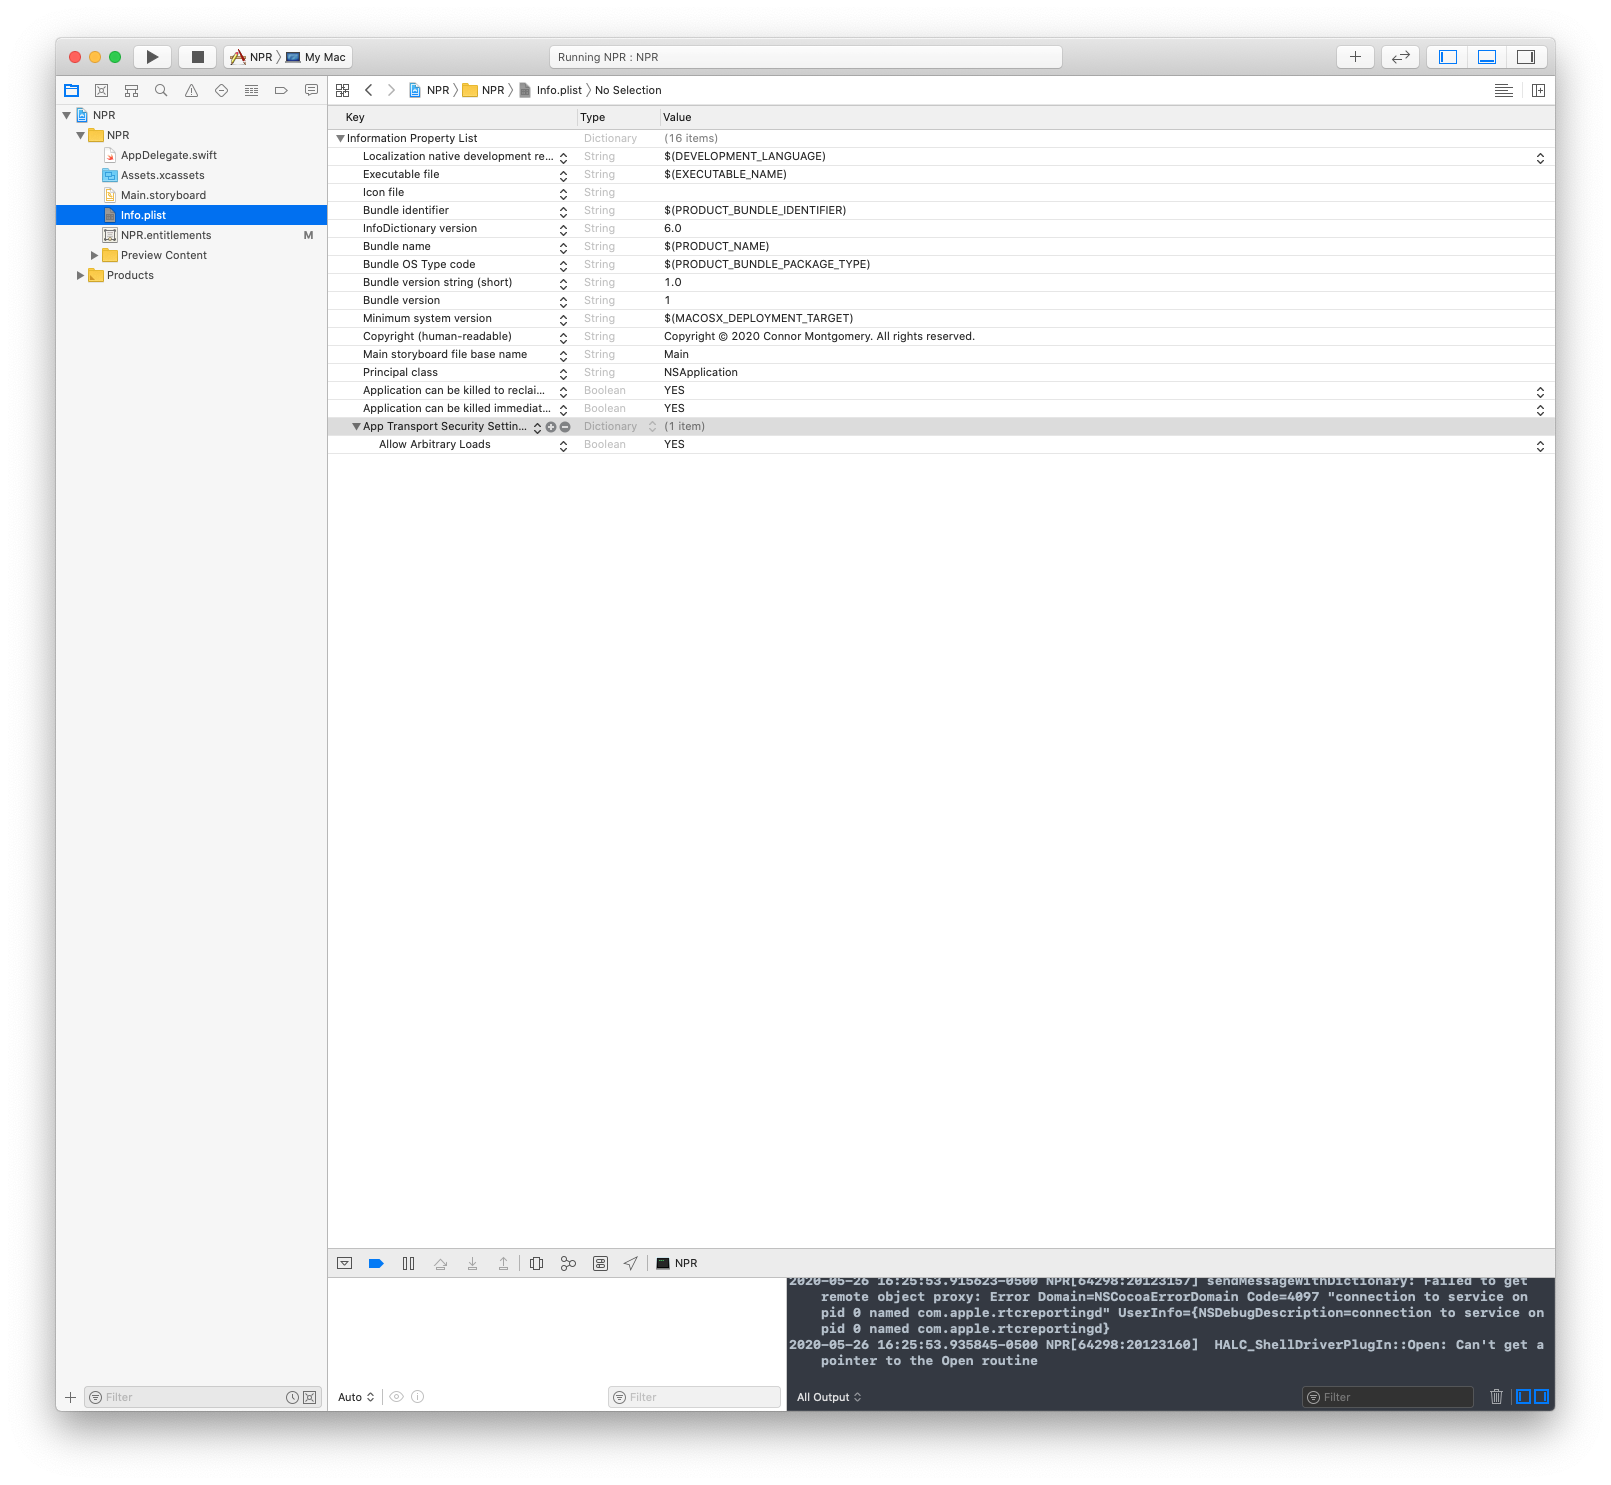 NPR My Mac
Running NPR : NPR
NPR NPR Info.plist No Selection
NPR
NPR
AppDelegate.swift
Assets.xcassets
Main.storyboard
Info.plist
NPR.entitlements M
Preview Content
Products
Key Type Value
Information Property List Dictionary (16 items)
Localization native development re... String $(DEVELOPMENT_LANGUAGE)
Executable file String $(EXECUTABLE_NAME)
Icon file String
Bundle identifier String $(PRODUCT_BUNDLE_IDENTIFIER)
InfoDictionary version String 6.0
Bundle name String $(PRODUCT_NAME)
Bundle OS Type code String $(PRODUCT_BUNDLE_PACKAGE_TYPE)
Bundle version string (short) String 1.0
Bundle version String 1
Minimum system version String $(MACOSX_DEPLOYMENT_TARGET)
Copyright (human-readable) String Copyright © 2020 Connor Montgomery. All rights reserved.
Main storyboard file base name String Main
Principal class String NSApplication
Application can be killed to reclai... Boolean YES
Application can be killed immediat... Boolean YES
App Transport Security Settin... Dictionary (1 item)
Allow Arbitrary Loads Boolean YES
NPR
2020-05-26 16:25:53.915623-0500 NPR[64298:20123157] sendMessageWithDictionary: Failed to get
remote object proxy: Error Domain=NSCocoaErrorDomain Code=4097 "connection to service on
pid 0 named com.apple.rtcreportingd" UserInfo={NSDebugDescription=connection to service on
pid 0 named com.apple.rtcreportingd}
2020-05-26 16:25:53.935845-0500 NPR[64298:20123160]  HALC_ShellDriverPlugIn::Open: Can't get a
pointer to the Open routine
Filter
Auto
Filter
All Output
Filter